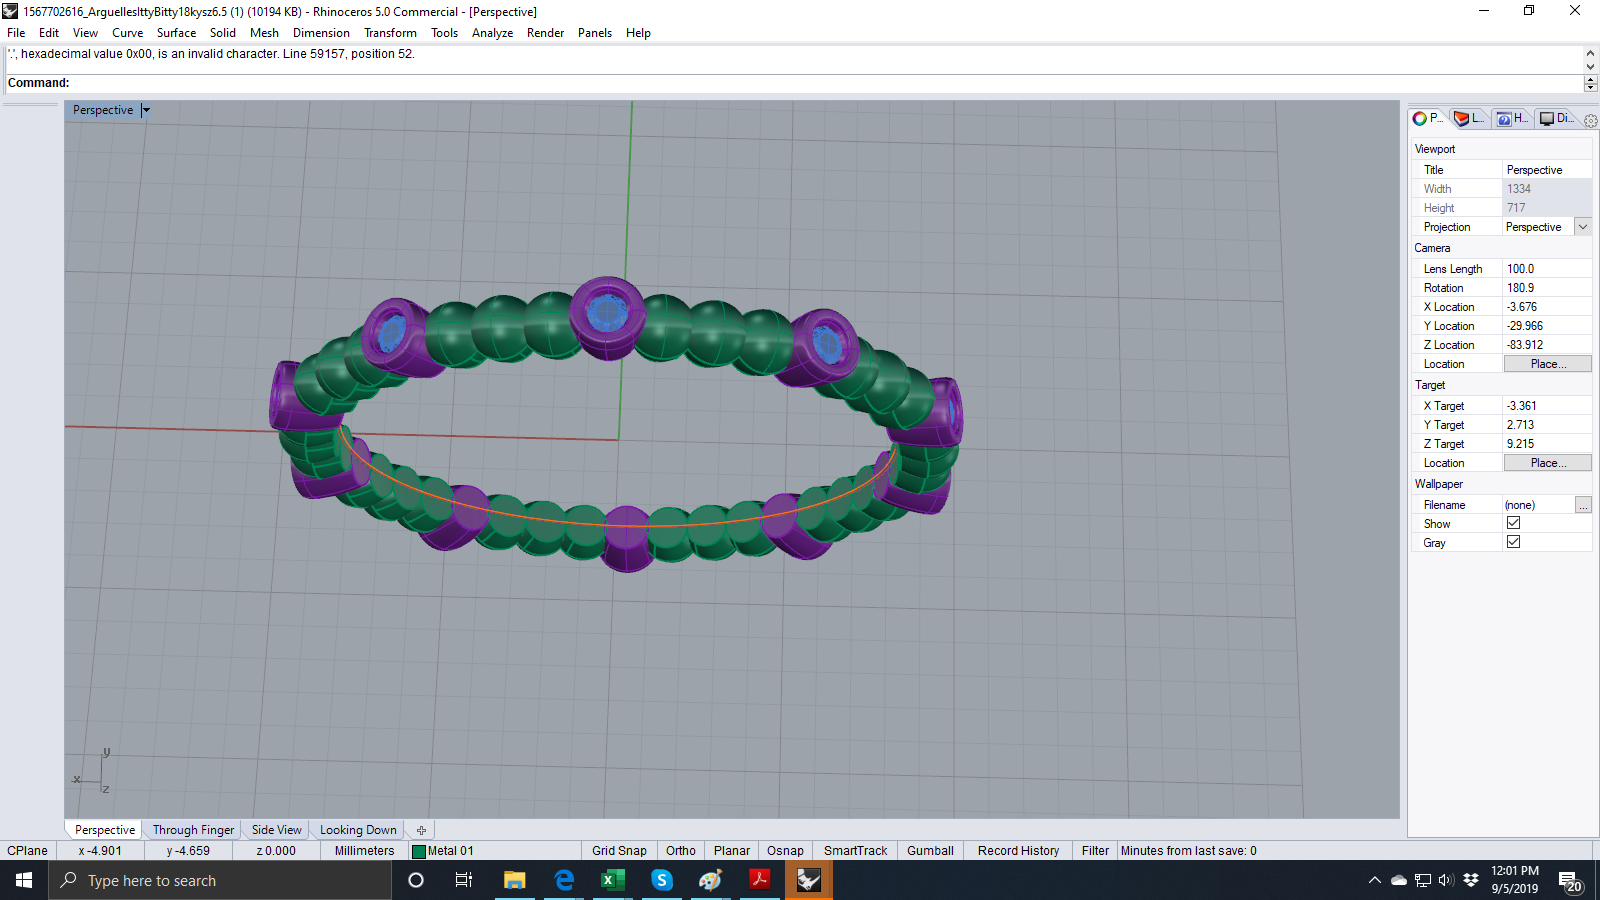 1567702616_ArguellesIttyBitty18kysz6.5 (1) (10194 KB) - Rhinoceros 5.0 Commercial - [Perspective]
File Edit View Curve Surface Solid Mesh Dimension Transform Tools Analyze Render Panels Help
'.', hexadecimal value 0x00, is an invalid character. Line 59157, position 52.
Command:
Perspective
P... L... H... Di...
Viewport
Title Perspective
Width 1334
Height 717
Projection Perspective
Camera
Lens Length 100.0
Rotation 180.9
X Location -3.676
Y Location -29.966
Z Location -83.912
Location Place...
Target
X Target -3.361
Y Target 2.713
Z Target 9.215
Location Place...
Wallpaper
Filename (none) ...
Show
Gray
y
x
z
Perspective Through Finger Side View Looking Down
CPlane x -4.901 y -4.659 z 0.000 Millimeters Metal 01 Grid Snap Ortho Planar Osnap SmartTrack Gumball Record History Filter Minutes from last save: 0
Type here to search
12:01 PM
9/5/2019
20